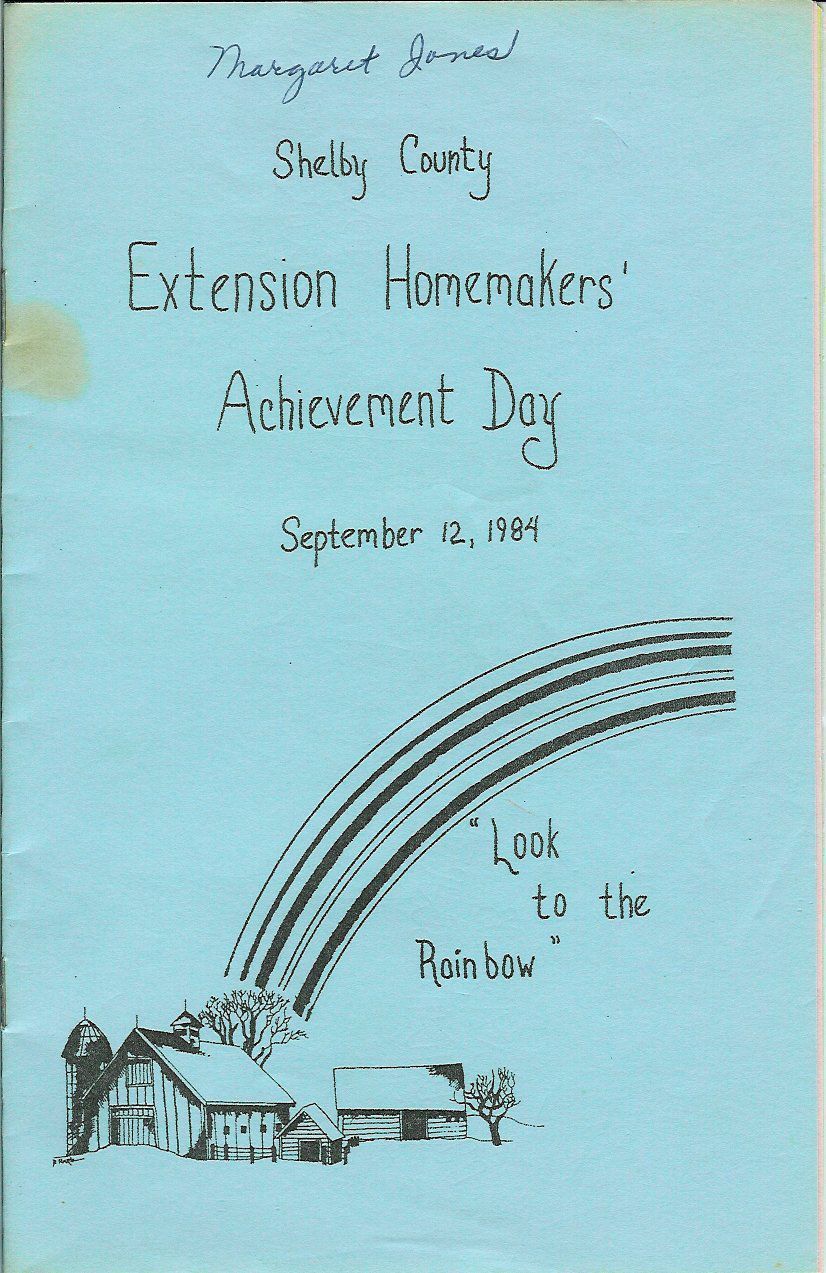 Margaret Jones
Shelby County
Extension Homemakers'
Achievement Day
September 12, 1984
"Look
to the
Rainbow"